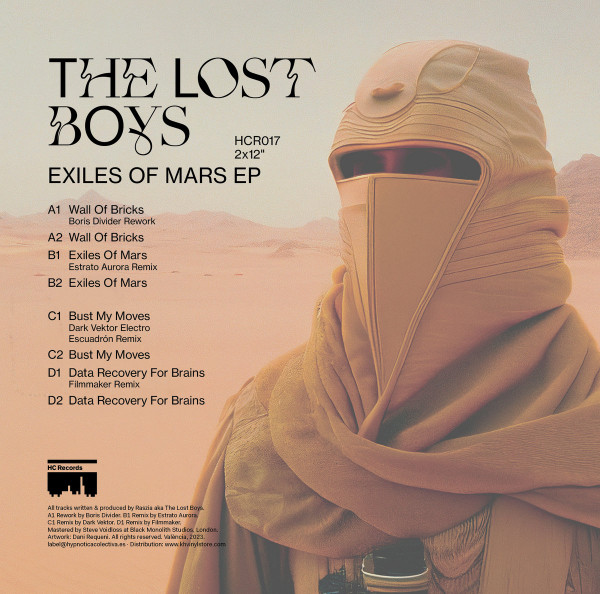 THE LOST
BOYS
HCR017
2x12"
EXILES OF MARS EP
A1 Wall Of Bricks
Boris Divider Rework
A2 Wall Of Bricks
B1 Exiles Of Mars
Estrato Aurora Remix
B2 Exiles Of Mars
C1 Bust My Moves
Dark Vektor Electro
Escuadrón Remix
C2 Bust My Moves
D1 Data Recovery For Brains
Filmmaker Remix
D2 Data Recovery For Brains
HC Records
All tracks written & produced by Raszia aka The Lost Boys.
A1 Rework by Boris Divider. B1 Remix by Estrato Aurora.
C1 Remix by Dark Vektor. D1 Remix by Filmmaker.
Mastered by Steve Voidloss at Black Monolith Studios. London.
Artwork: Dani Requeni. All rights reserved. València, 2023.
label@hypnoticacolectiva.es · Distribution: www.kbvinylstore.com